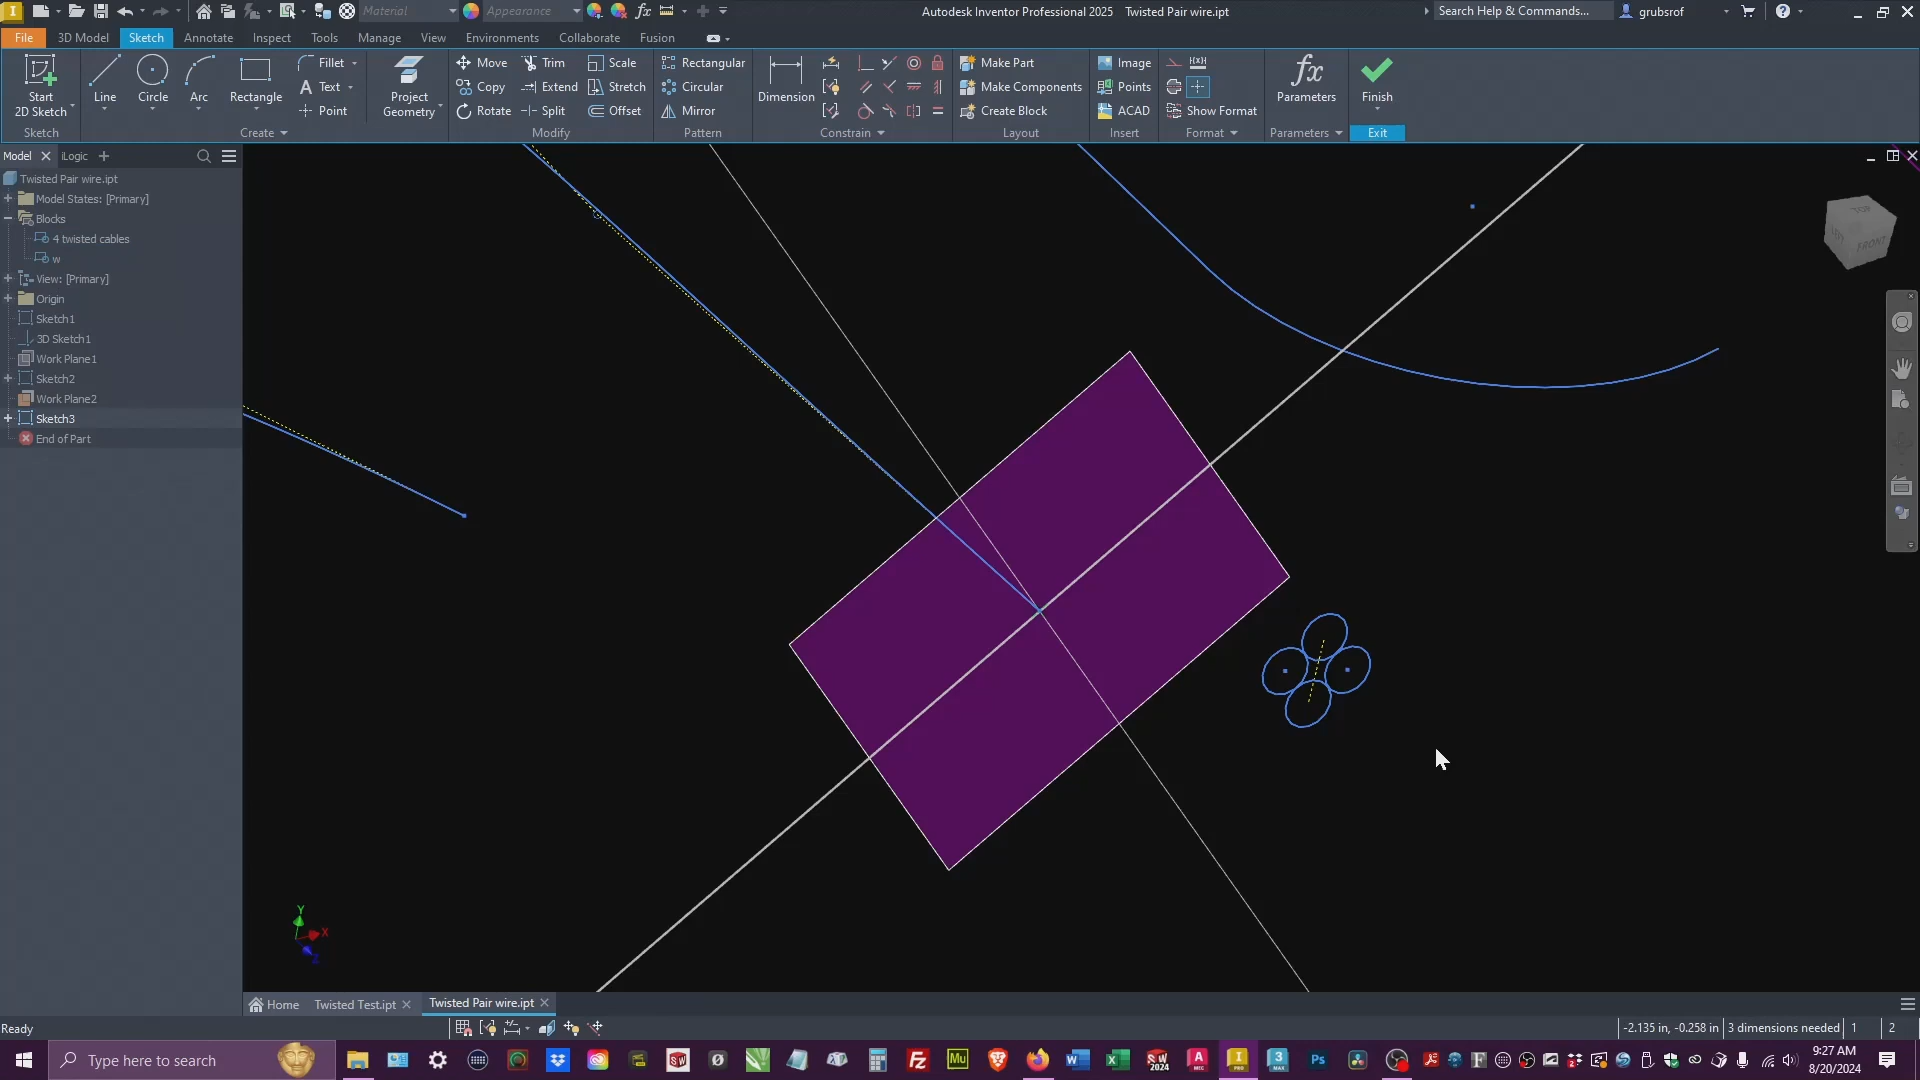 Material
Appearance
Autodesk Inventor Professional 2025 Twisted Pair wire.ipt
Search Help & Commands...
grubsrof
File 3D Model Sketch Annotate Inspect Tools Manage View Environments Collaborate Fusion
Start
2D Sketch
Line
Circle
Arc
Rectangle
Fillet
Text
Point
Project
Geometry
Move
Copy
Rotate
Trim
Extend
Split
Scale
Stretch
Offset
Rectangular
Circular
Mirror
Dimension
Make Part
Make Components
Create Block
Image
Points
ACAD
Show Format
fx
Parameters
Finish
Sketch Create Modify Pattern Constrain Layout Insert Format Parameters Exit
Model iLogic
Twisted Pair wire.ipt
Model States: [Primary]
Blocks
4 twisted cables
w
View: [Primary]
Origin
Sketch1
3D Sketch1
Work Plane1
Sketch2
Work Plane2
Sketch3
End of Part
TOP
FRONT
Y
X
Z
Home Twisted Test.ipt Twisted Pair wire.ipt
Ready
-2.135 in, -0.258 in 3 dimensions needed 1 2
Type here to search
9:27 AM
8/20/2024